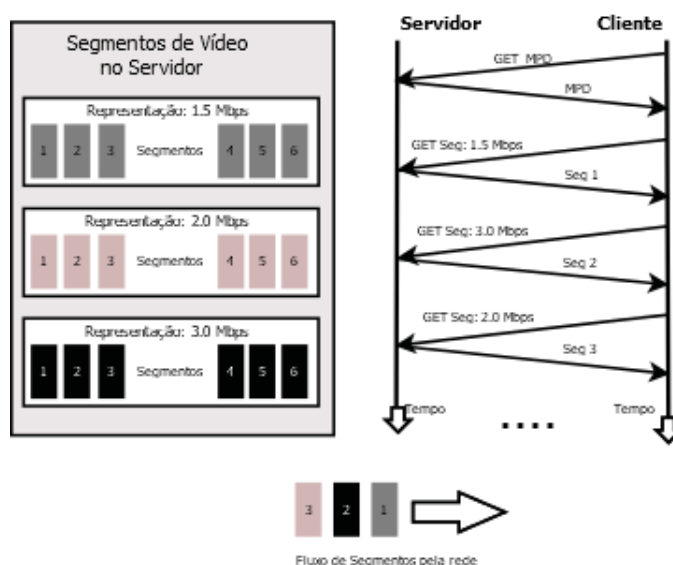 Segmentos de Vídeo
no Servidor
Representação: 1.5 Mbps
1 2 3 Segmentos 4 5 6
Representação: 2.0 Mbps
1 2 3 Segmentos 4 5 6
Representação: 3.0 Mbps
1 2 3 Segmentos 4 5 6
Servidor Cliente
GET MPD
MPD
GET Seg: 1.5 Mbps
Seg 1
GET Seg: 3.0 Mbps
Seg 2
GET Seg: 2.0 Mbps
Seg 3
Tempo .... Tempo
3 2 1
Fluxo de Segmentos pela rede